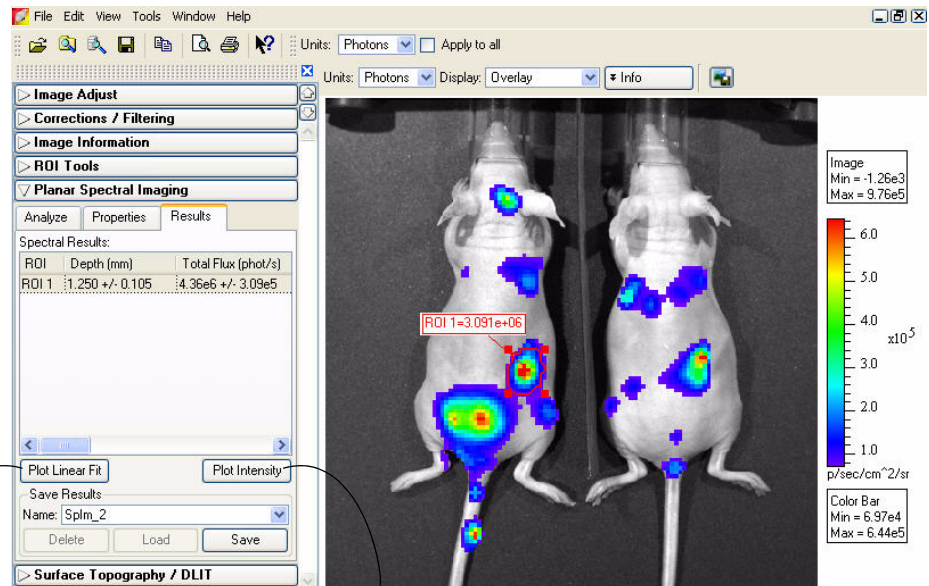 File Edit View Tools Window Help
Units: Photons Apply to all
Units: Photons Display: Overlay Info
Image Adjust
Corrections / Filtering
Image Information
ROI Tools
Planar Spectral Imaging
Analyze Properties Results
Spectral Results:
ROI Depth (mm) Total Flux (phot/s)
ROI 1 1.250 +/- 0.105 4.36e6 +/- 3.09e5
Plot Linear Fit Plot Intensity
Save Results
Name: SpIm_2
Delete Load Save
Surface Topography / DLIT
ROI 1=3.091e+06
Image
Min = -1.26e3
Max = 9.76e5
6.0
5.0
4.0
x10^5
3.0
2.0
1.0
p/sec/cm^2/sr
Color Bar
Min = 6.97e4
Max = 6.44e5